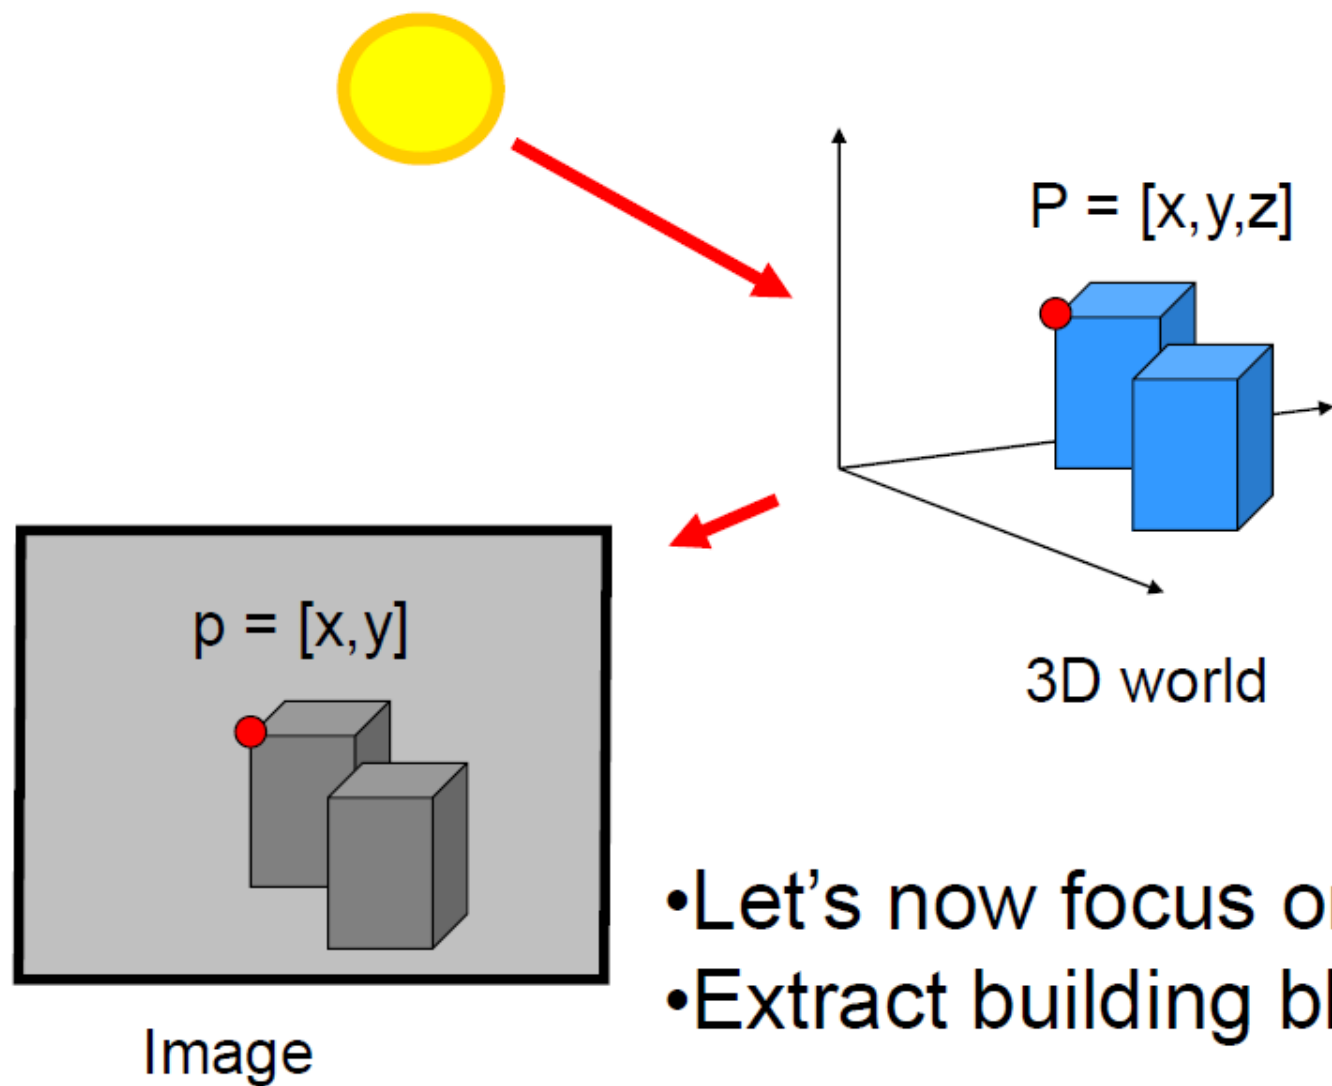 P = [x,y,z]
p = [x,y]
3D world
•Let's now focus
•Extract building
Image